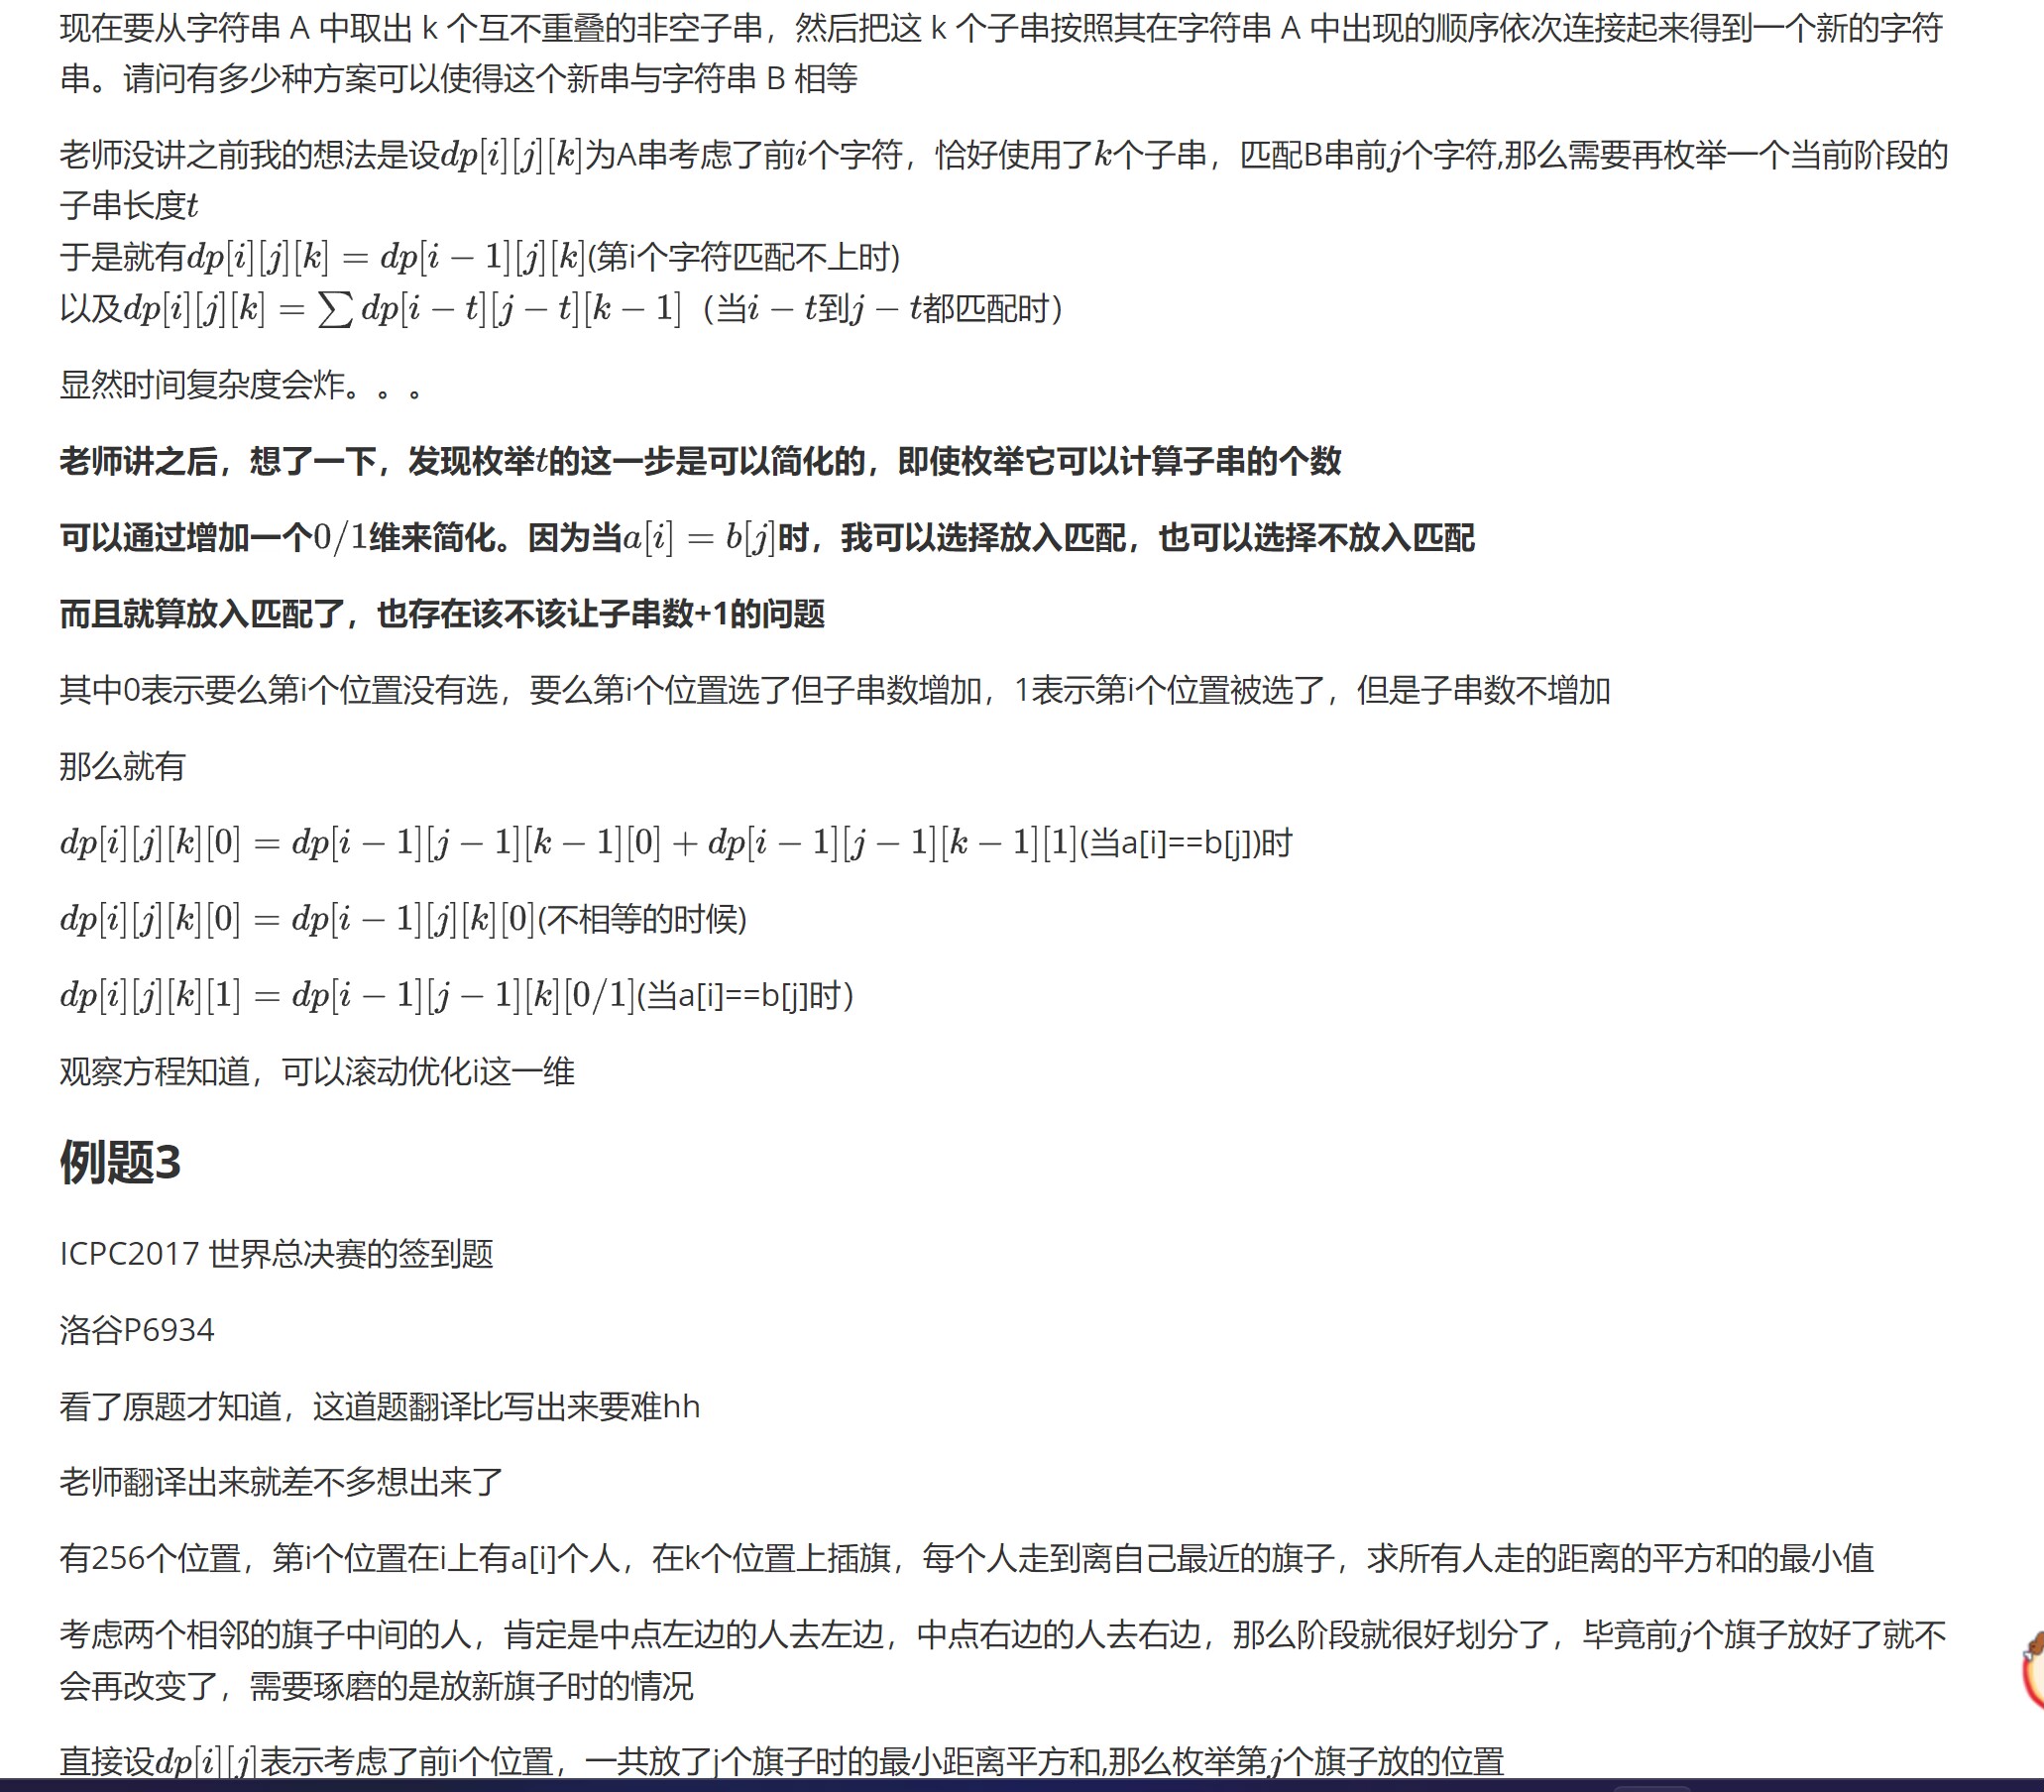 现在要从字符串 A 中取出 k 个互不重叠的非空子串，然后把这 k 个子串按照其在字符串 A 中出现的顺序依次连接起来得到一个新的字符
串。请问有多少种方案可以使得这个新串与字符串 B 相等
老师没讲之前我的想法是设dp[i][j][k]为A串考虑了前i个字符，恰好使用了k个子串，匹配B串前j个字符,那么需要再枚举一个当前阶段的
子串长度t
于是就有dp[i][j][k] = dp[i − 1][j][k](第i个字符匹配不上时)
以及dp[i][j][k] = ∑ dp[i − t][j − t][k − 1]（当i − t到j − t都匹配时）
显然时间复杂度会炸。。。
老师讲之后，想了一下，发现枚举t的这一步是可以简化的，即使枚举它可以计算子串的个数
可以通过增加一个0/1维来简化。因为当a[i] = b[j]时，我可以选择放入匹配，也可以选择不放入匹配
而且就算放入匹配了，也存在该不该让子串数+1的问题
其中0表示要么第i个位置没有选，要么第i个位置选了但子串数增加，1表示第i个位置被选了，但是子串数不增加
那么就有
dp[i][j][k][0] = dp[i − 1][j − 1][k − 1][0] + dp[i − 1][j − 1][k − 1][1](当a[i]==b[j])时
dp[i][j][k][0] = dp[i − 1][j][k][0](不相等的时候)
dp[i][j][k][1] = dp[i − 1][j − 1][k][0/1](当a[i]==b[j]时）
观察方程知道，可以滚动优化i这一维
例题3
ICPC2017 世界总决赛的签到题
洛谷P6934
看了原题才知道，这道题翻译比写出来要难hh
老师翻译出来就差不多想出来了
有256个位置，第i个位置在i上有a[i]个人，在k个位置上插旗，每个人走到离自己最近的旗子，求所有人走的距离的平方和的最小值
考虑两个相邻的旗子中间的人，肯定是中点左边的人去左边，中点右边的人去右边，那么阶段就很好划分了，毕竟前j个旗子放好了就不
会再改变了，需要琢磨的是放新旗子时的情况
直接设dp[i][j]表示考虑了前i个位置，一共放了j个旗子时的最小距离平方和,那么枚举第j个旗子放的位置